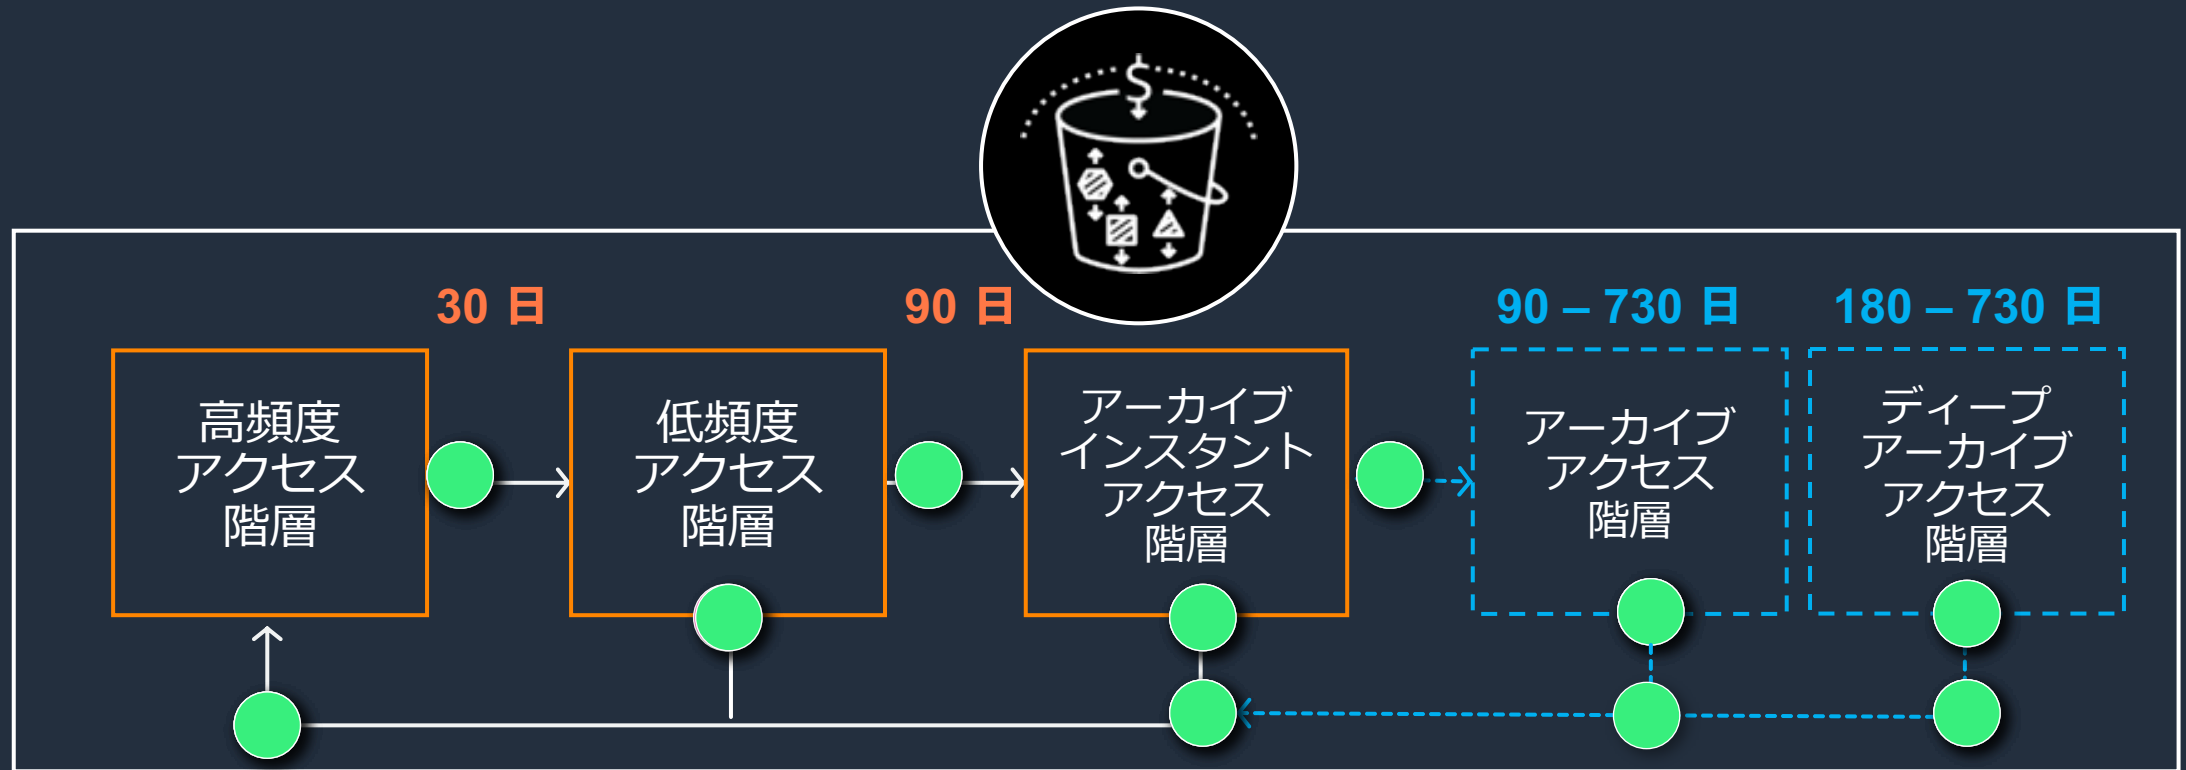 30 日
90 日
90 – 730 日
180 – 730 日
高頻度
アクセス
階層
低頻度
アクセス
階層
アーカイブ
インスタント
アクセス
階層
アーカイブ
アクセス
階層
ディープ
アーカイブ
アクセス
階層